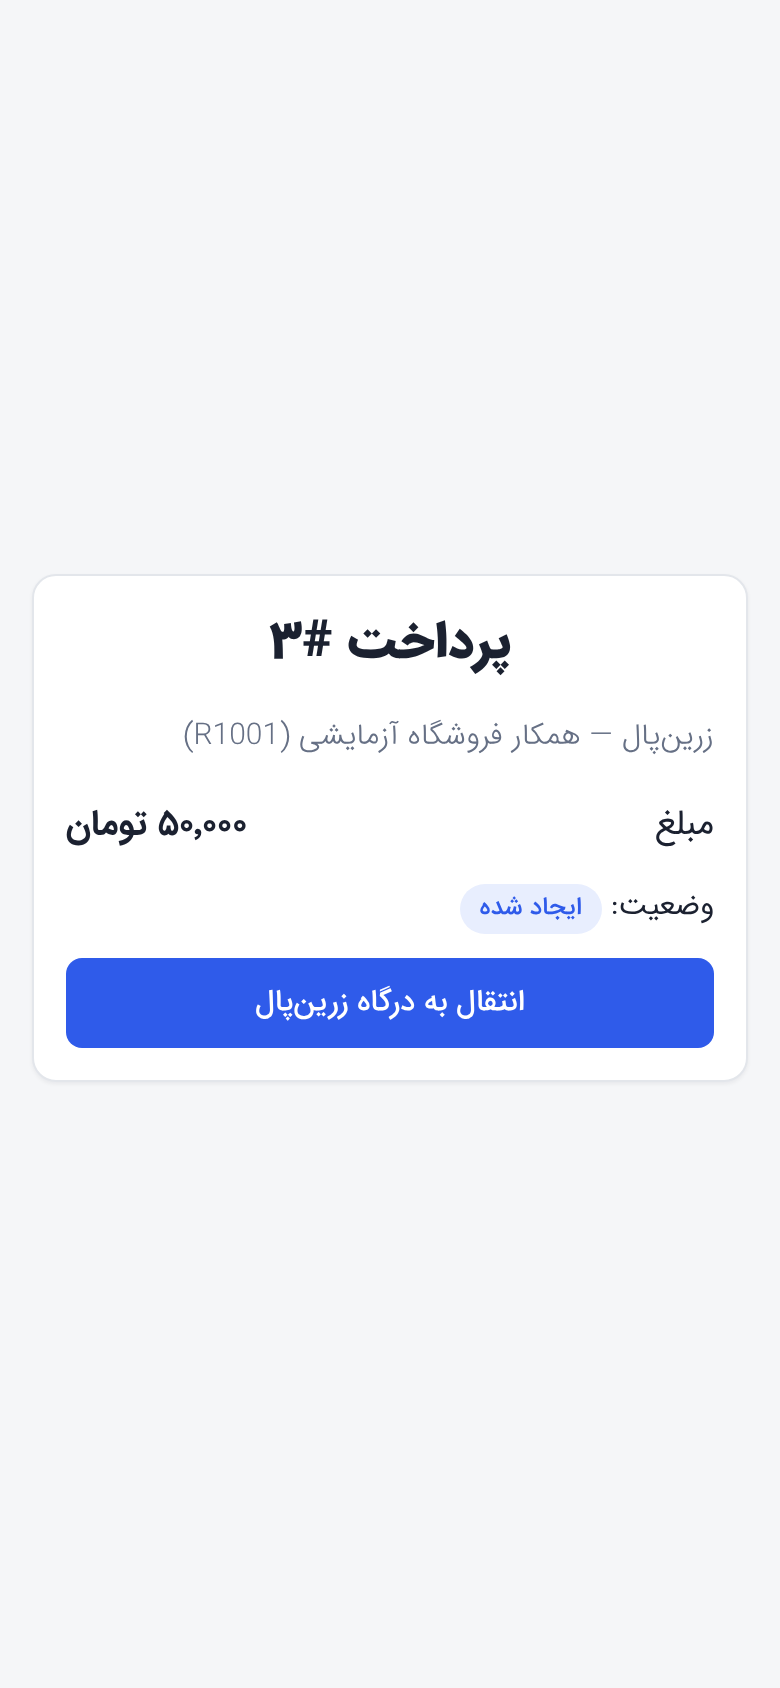 پرداخت #۳
زرین‌پال — همکار فروشگاه آزمایشی (R1001)
مبلغ ۵۰,۰۰۰ تومان
وضعیت: ایجاد شده
انتقال به درگاه زرین‌پال